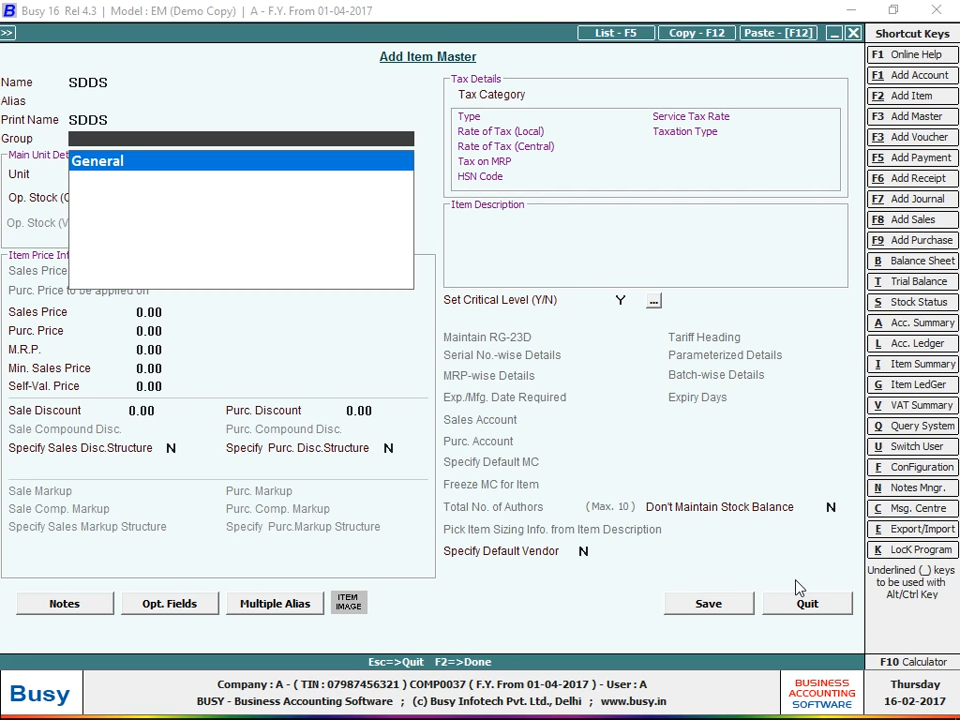 B Busy 16 Rel 4.3 | Model : EM (Demo Copy) | A - F.Y. From 01-04-2017
>> List - F5 Copy - F12 Paste - [F12]
Shortcut Keys
Add Item Master
Name SDDS
Alias
Print Name SDDS
Group
General
Main Unit Det
Unit
Op. Stock (Q
Op. Stock (V
Item Price Inf
Sales Price
Purc. Price to be applied on
Sales Price 0.00
Purc. Price 0.00
M.R.P. 0.00
Min. Sales Price 0.00
Self-Val. Price 0.00
Sale Discount 0.00 Purc. Discount 0.00
Sale Compound Disc. Purc. Compound Disc.
Specify Sales Disc.Structure N Specify Purc. Disc.Structure N
Sale Markup Purc. Markup
Sale Comp. Markup Purc. Comp. Markup
Specify Sales Markup Structure Specify Purc.Markup Structure
Tax Details
Tax Category
Type Service Tax Rate
Rate of Tax (Local) Taxation Type
Rate of Tax (Central)
Tax on MRP
HSN Code
Item Description
Set Critical Level (Y/N) Y ...
Maintain RG-23D Tariff Heading
Serial No.-wise Details Parameterized Details
MRP-wise Details Batch-wise Details
Exp./Mfg. Date Required Expiry Days
Sales Account
Purc. Account
Specify Default MC
Freeze MC for Item
Total No. of Authors (Max. 10) Don't Maintain Stock Balance N
Pick Item Sizing Info. from Item Description
Specify Default Vendor N
Notes Opt. Fields Multiple Alias ITEM IMAGE Save Quit
F1 Online Help
F1 Add Account
F2 Add Item
F3 Add Master
F3 Add Voucher
F5 Add Payment
F6 Add Receipt
F7 Add Journal
F8 Add Sales
F9 Add Purchase
B Balance Sheet
T Trial Balance
S Stock Status
A Acc. Summary
L Acc. Ledger
I Item Summary
G Item LedGer
V VAT Summary
Q Query System
U Switch User
F ConFiguration
N Notes Mngr.
C Msg. Centre
E Export/Import
K LocK Program
Underlined (_) keys
to be used with
Alt/Ctrl Key
Esc=>Quit F2=>Done
F10 Calculator
Busy
Company : A - ( TIN : 07987456321 ) COMP0037 ( F.Y. From 01-04-2017 ) - User : A
BUSY - Business Accounting Software ; (c) Busy Infotech Pvt. Ltd., Delhi ; www.busy.in
BUSINESS
ACCOUNTING
SOFTWARE
Thursday
16-02-2017